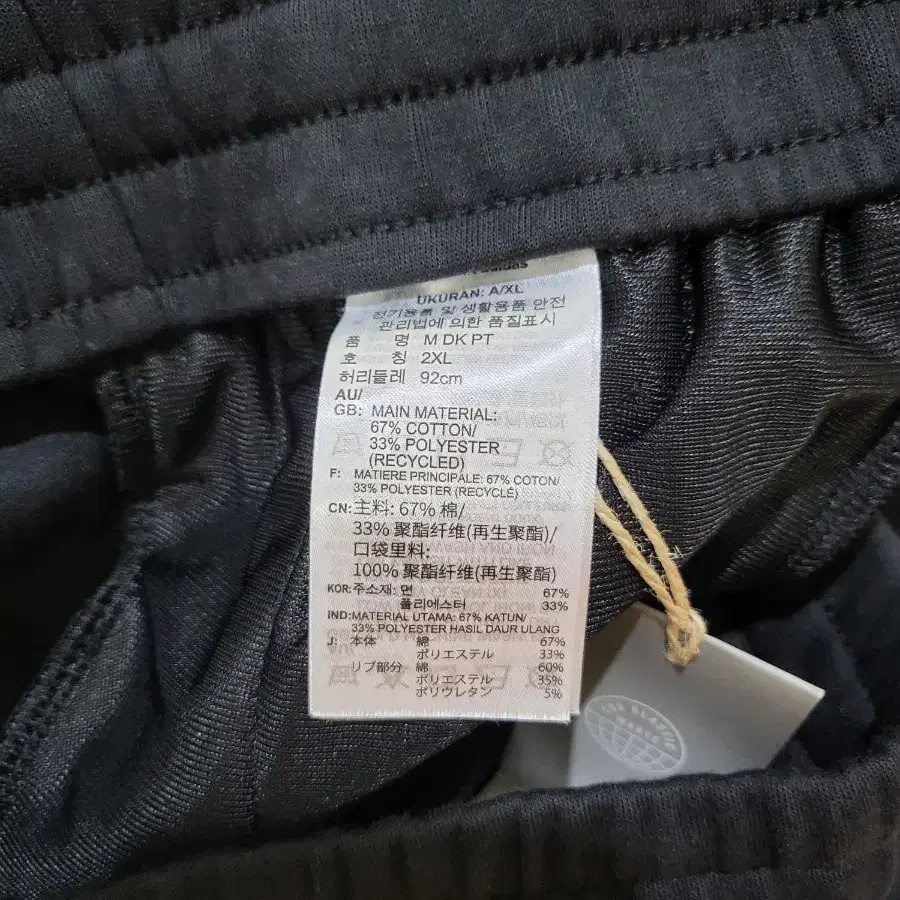 adidas
UKURAN: A/XL
전기용품 및 생활용품 안전
관리법에 의한 품질표시
품 명 M DK PT
호 칭 2XL
허리둘레 92cm
AU/
GB: MAIN MATERIAL:
67% COTTON/
33% POLYESTER
(RECYCLED)
F: MATIERE PRINCIPALE: 67% COTON/
33% POLYESTER (RECYCLÉ)
CN: 主料: 67% 棉/
33% 聚酯纤维(再生聚酯)/
口袋里料:
100% 聚酯纤维(再生聚酯)
KOR: 주소재: 면 67%
폴리에스터 33%
IND: MATERIAL UTAMA: 67% KATUN/
33% POLYESTER HASIL DAUR ULANG
J: 本体 綿 67%
ポリエステル 33%
リブ部分 綿 60%
ポリエステル 35%
ポリウレタン 5%